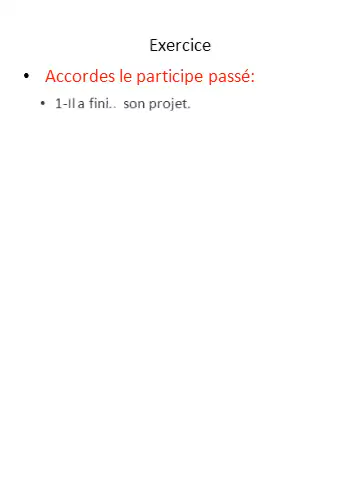 Exercice
• Accordes le participe passé:
• 1-Il a fini.. son projet.